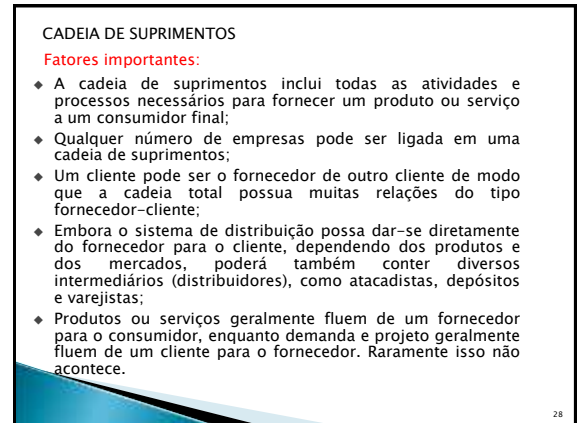 CADEIA DE SUPRIMENTOS
Fatores importantes:
A cadeia de suprimentos inclui todas as atividades e
processos necessários para fornecer um produto ou serviço
a um consumidor final;
Qualquer número de empresas pode ser ligada em uma
cadeia de suprimentos;
Um cliente pode ser o fornecedor de outro cliente de modo
que a cadeia total possua muitas relações do tipo
fornecedor-cliente;
Embora o sistema de distribuição possa dar-se diretamente
do fornecedor para o cliente, dependendo dos produtos e
dos mercados, poderá também conter diversos
intermediários (distribuidores), como atacadistas, depósitos
e varejistas;
Produtos ou serviços geralmente fluem de um fornecedor
para o consumidor, enquanto demanda e projeto geralmente
fluem de um cliente para o fornecedor. Raramente isso não
acontece.
28